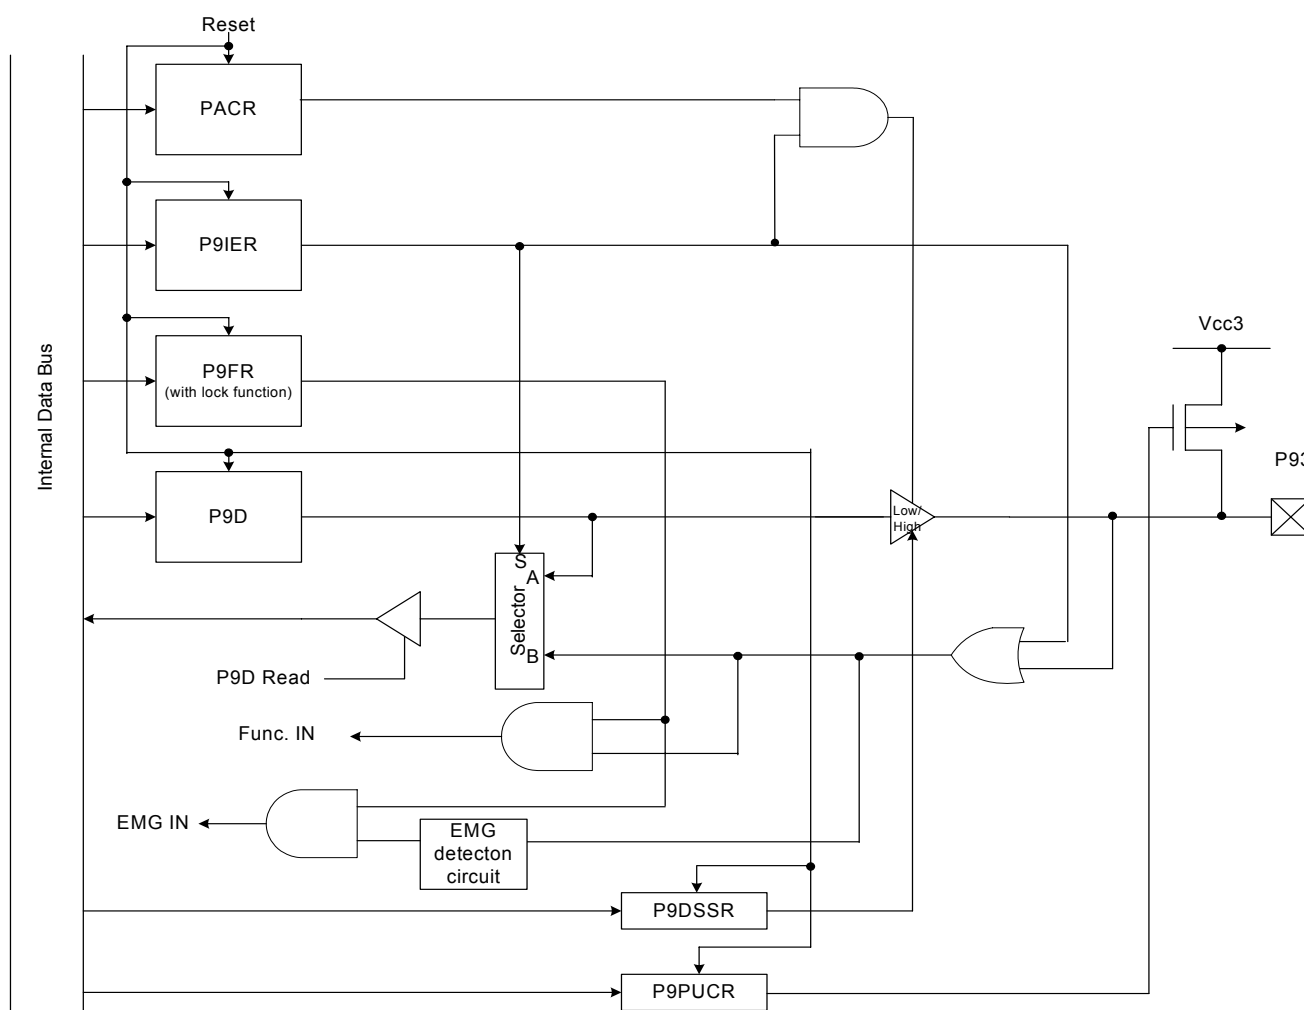 Reset
PACR
P9IER
Vcc3
P9FR
(with lock function)
Internal Data Bus
P93
P9D
Low/
High
S
A
Selector
B
P9D Read
Func. IN
EMG IN
EMG
detecton
circuit
P9DSSR
P9PUCR